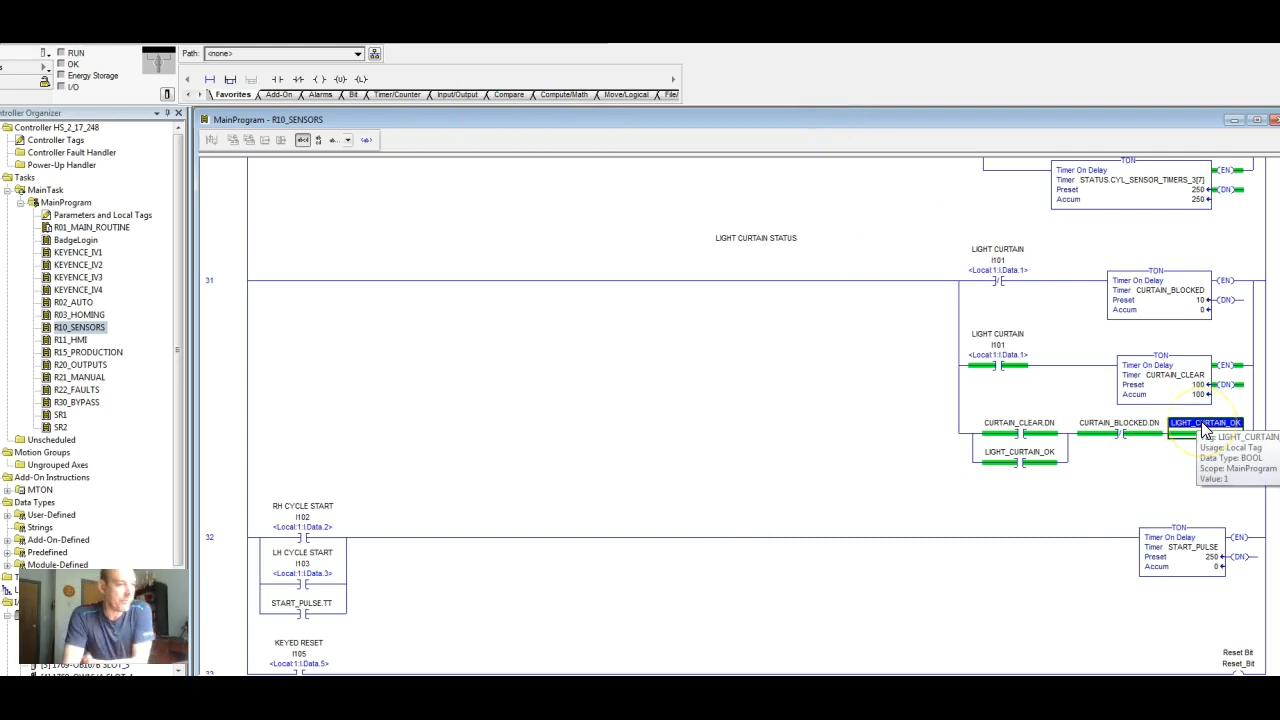 RUN
Path: <none>
OK
Energy Storage
I/O
Favorites Add-On Alarms Bit Timer/Counter Input/Output Compare Compute/Math Move/Logical File/
ontroller Organizer
MainProgram - R10_SENSORS
Controller HS_2_17_248
Controller Tags
Controller Fault Handler
Power-Up Handler
Tasks
MainTask
MainProgram
Parameters and Local Tags
R01_MAIN_ROUTINE
BadgeLogin
KEYENCE_IV1
KEYENCE_IV2
KEYENCE_IV3
KEYENCE_IV4
R02_AUTO
R03_HOMING
R10_SENSORS
R11_HMI
R15_PRODUCTION
R20_OUTPUTS
R21_MANUAL
R22_FAULTS
R30_BYPASS
SR1
SR2
Unscheduled
Motion Groups
Ungrouped Axes
Add-On Instructions
MTON
Data Types
User-Defined
Strings
Add-On-Defined
Predefined
Module-Defined
[3] 1769-OB16/B SLOT_3
TON
Timer On Delay
Timer STATUS.CYL_SENSOR_TIMERS_3[7]
Preset 250
Accum 250
EN
DN
LIGHT CURTAIN STATUS
31
LIGHT CURTAIN
I101
<Local:1:I.Data.1>
TON
Timer On Delay
Timer CURTAIN_BLOCKED
Preset 10
Accum 0
EN
DN
LIGHT CURTAIN
I101
<Local:1:I.Data.1>
TON
Timer On Delay
Timer CURTAIN_CLEAR
Preset 100
Accum 100
EN
DN
CURTAIN_CLEAR.DN CURTAIN_BLOCKED.DN LIGHT_CURTAIN_OK
LIGHT_CURTAIN_OK
LIGHT_CURTAIN
Usage: Local Tag
Data Type: BOOL
Scope: MainProgram
Value: 1
32
RH CYCLE START
I102
<Local:1:I.Data.2>
LH CYCLE START
I103
<Local:1:I.Data.3>
START_PULSE.TT
TON
Timer On Delay
Timer START_PULSE
Preset 250
Accum 0
EN
DN
KEYED RESET
I105
<Local:1:I.Data.5>
Reset Bit
Reset_Bit